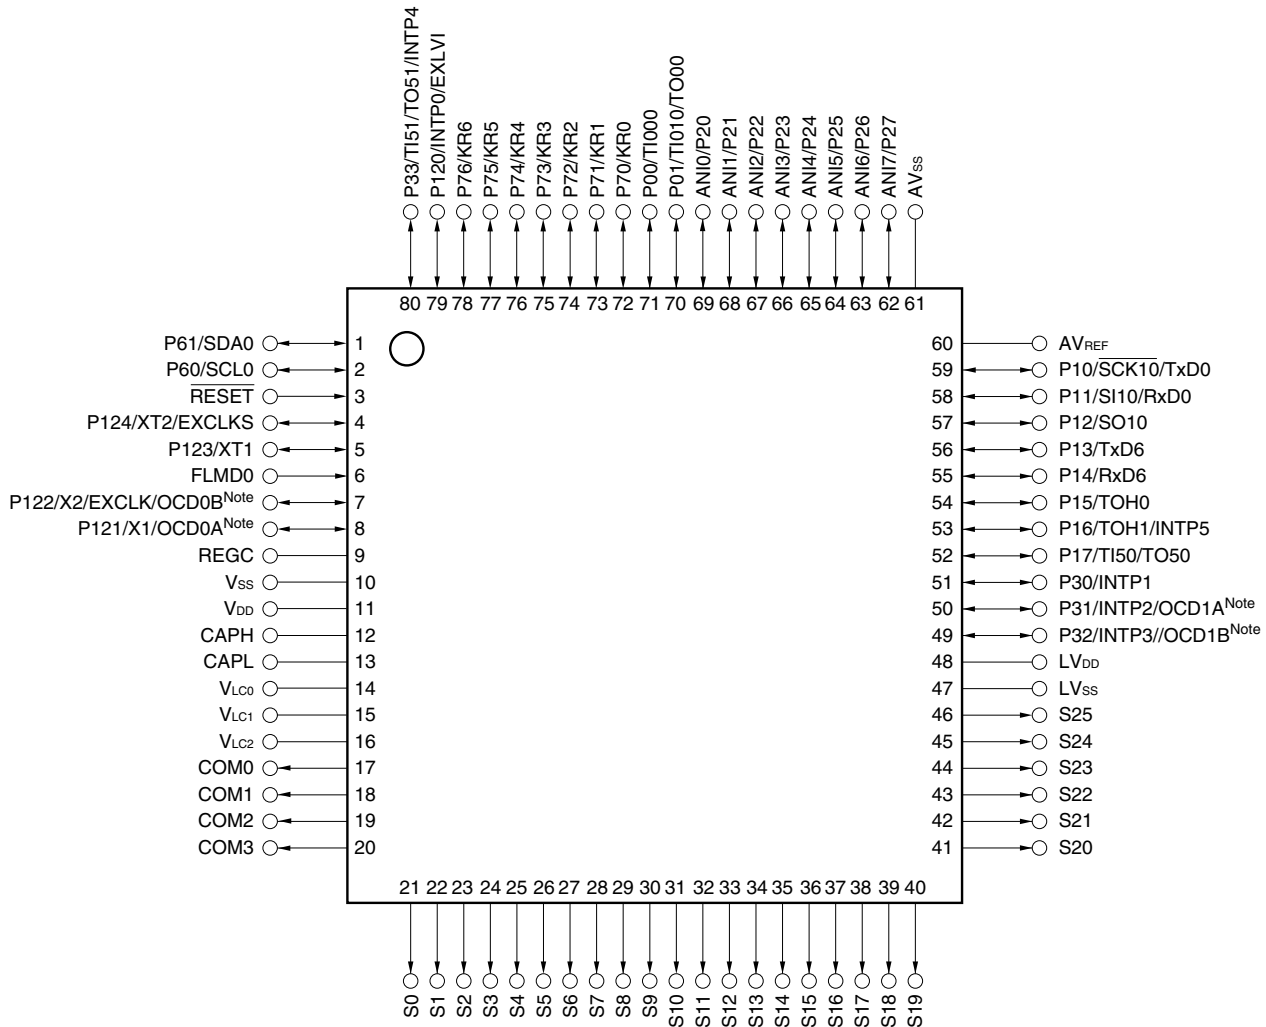 P33/TI51/TO51/INTP4
P120/INTP0/EXLVI
P76/KR6
P75/KR5
P74/KR4
P73/KR3
P72/KR2
P71/KR1
P70/KR0
P00/TI000
P01/TI010/TO00
ANI0/P20
ANI1/P21
ANI2/P22
ANI3/P23
ANI4/P24
ANI5/P25
ANI6/P26
ANI7/P27
AVSS
80 79 78 77 76 75 74 73 72 71 70 69 68 67 66 65 64 63 62 61
P61/SDA0 1
P60/SCL0 2
RESET 3
P124/XT2/EXCLKS 4
P123/XT1 5
FLMD0 6
P122/X2/EXCLK/OCD0BNote 7
P121/X1/OCD0ANote 8
REGC 9
VSS 10
VDD 11
CAPH 12
CAPL 13
VLC0 14
VLC1 15
VLC2 16
COM0 17
COM1 18
COM2 19
COM3 20
60 AVREF
59 P10/SCK10/TxD0
58 P11/SI10/RxD0
57 P12/SO10
56 P13/TxD6
55 P14/RxD6
54 P15/TOH0
53 P16/TOH1/INTP5
52 P17/TI50/TO50
51 P30/INTP1
50 P31/INTP2/OCD1ANote
49 P32/INTP3//OCD1BNote
48 LVDD
47 LVSS
46 S25
45 S24
44 S23
43 S22
42 S21
41 S20
21 22 23 24 25 26 27 28 29 30 31 32 33 34 35 36 37 38 39 40
S0
S1
S2
S3
S4
S5
S6
S7
S8
S9
S10
S11
S12
S13
S14
S15
S16
S17
S18
S19